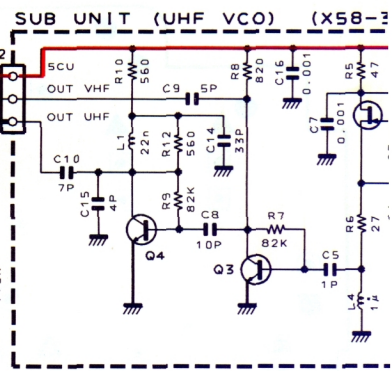 SUB UNIT (UHF VCO) (X58-3
2
5CU
R10
560
R8
820
C16
0.001
R5
47
OUT VHF
C9 5P
OUT UHF
L1
22n
R12
560
C14
33P
C7
0.001
C10
7P
C15
4P
R9
82K
C8
10P
R7
82K
R6
27
Q4
Q3
C5
1P
L4
1μ